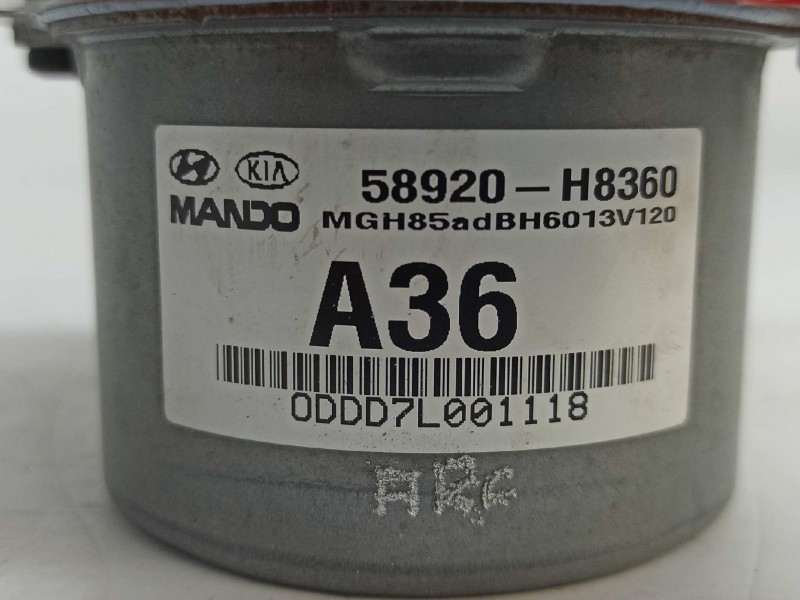 KIA
58920-H8360
MANDO
MGH85adBH6013V120
A36
ODDD7L001118